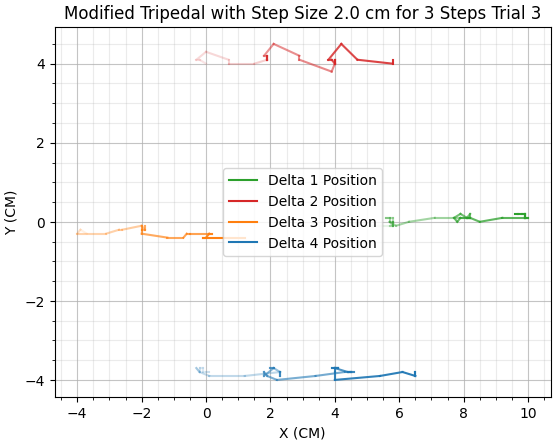 Modified Tripedal with Step Size 2.0 cm for 3 Steps Trial 3
Y (CM)
4
2
0
−2
−4
Delta 1 Position
Delta 2 Position
Delta 3 Position
Delta 4 Position
−4 −2 0 2 4 6 8 10
X (CM)